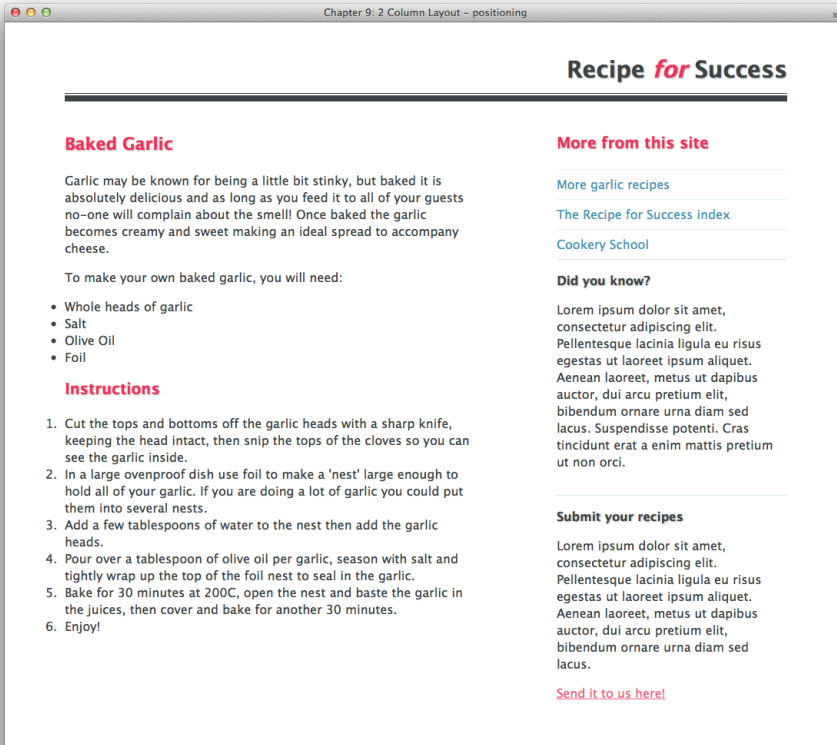 Chapter 9: 2 Column Layout – positioning
Recipe for Success
Baked Garlic
Garlic may be known for being a little bit stinky, but baked it is
absolutely delicious and as long as you feed it to all of your guests
no-one will complain about the smell! Once baked the garlic
becomes creamy and sweet making an ideal spread to accompany
cheese.
To make your own baked garlic, you will need:
• Whole heads of garlic
• Salt
• Olive Oil
• Foil
Instructions
1. Cut the tops and bottoms off the garlic heads with a sharp knife,
keeping the head intact, then snip the tops of the cloves so you can
see the garlic inside.
2. In a large ovenproof dish use foil to make a 'nest' large enough to
hold all of your garlic. If you are doing a lot of garlic you could put
them into several nests.
3. Add a few tablespoons of water to the nest then add the garlic
heads.
4. Pour over a tablespoon of olive oil per garlic, season with salt and
tightly wrap up the top of the foil nest to seal in the garlic.
5. Bake for 30 minutes at 200C, open the nest and baste the garlic in
the juices, then cover and bake for another 30 minutes.
6. Enjoy!
More from this site
More garlic recipes
The Recipe for Success index
Cookery School
Did you know?
Lorem ipsum dolor sit amet,
consectetur adipiscing elit.
Pellentesque lacinia ligula eu risus
egestas ut laoreet ipsum aliquet.
Aenean laoreet, metus ut dapibus
auctor, dui arcu pretium elit,
bibendum ornare urna diam sed
lacus. Suspendisse potenti. Cras
tincidunt erat a enim mattis pretium
ut non orci.
Submit your recipes
Lorem ipsum dolor sit amet,
consectetur adipiscing elit.
Pellentesque lacinia ligula eu risus
egestas ut laoreet ipsum aliquet.
Aenean laoreet, metus ut dapibus
auctor, dui arcu pretium elit,
bibendum ornare urna diam sed
lacus.
Send it to us here!